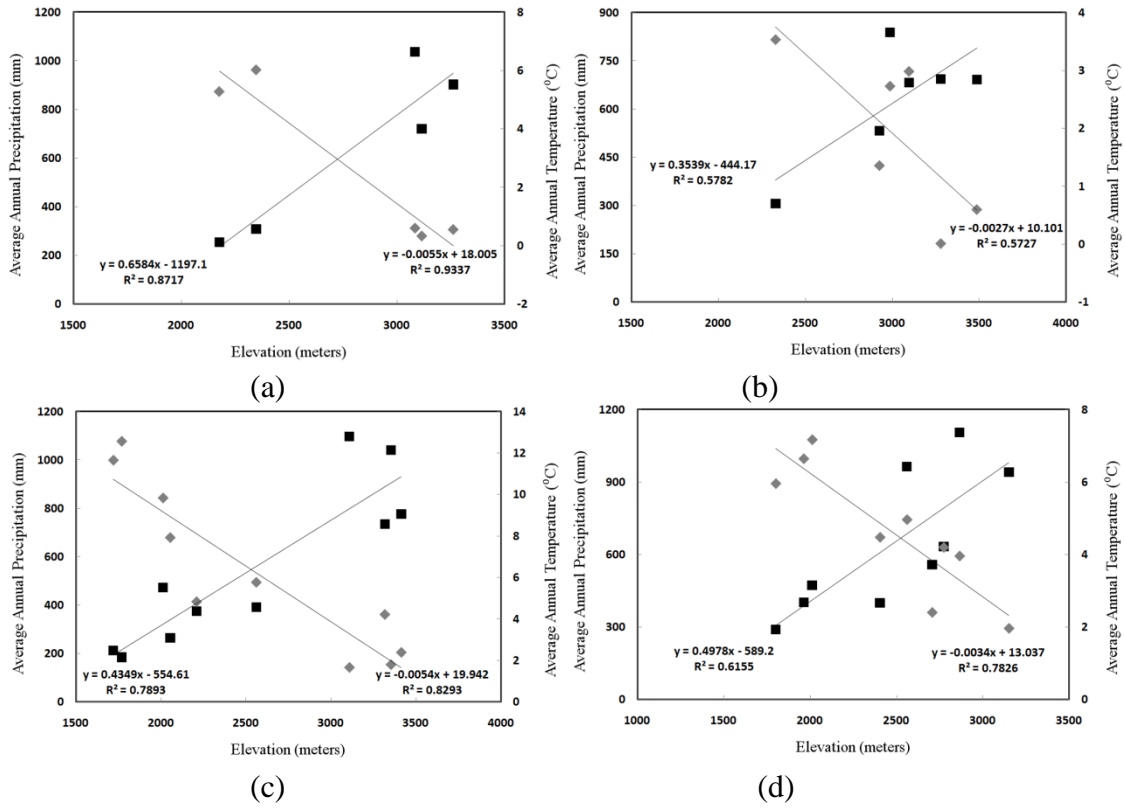 1200
1000
800
600
400
200
0
8
6
4
2
0
-2
1500
2000
2500
3000
3500
Average Annual Precipitation (mm)
Average Annual Temperature (⁰C)
Elevation (meters)
y = 0.6584x - 1197.1
R² = 0.8717
y = -0.0055x + 18.005
R² = 0.9337
(a)
900
750
600
450
300
150
0
4
3
2
1
0
-1
1500
2000
2500
3000
3500
4000
Average Annual Precipitation (mm)
Average Annual Temperature (⁰C)
Elevation (meters)
y = 0.3539x - 444.17
R² = 0.5782
y = -0.0027x + 10.101
R² = 0.5727
(b)
1200
1000
800
600
400
200
0
14
12
10
8
6
4
2
0
1500
2000
2500
3000
3500
4000
Average Annual Precipitation (mm)
Average Annual Temperature (⁰C)
Elevation (meters)
y = 0.4349x - 554.61
R² = 0.7893
y = -0.0054x + 19.942
R² = 0.8293
(c)
1200
900
600
300
0
8
6
4
2
0
1000
1500
2000
2500
3000
3500
Average Annual Precipitation (mm)
Average Annual Temperature (⁰C)
Elevation (meters)
y = 0.4978x - 589.2
R² = 0.6155
y = -0.0034x + 13.037
R² = 0.7826
(d)